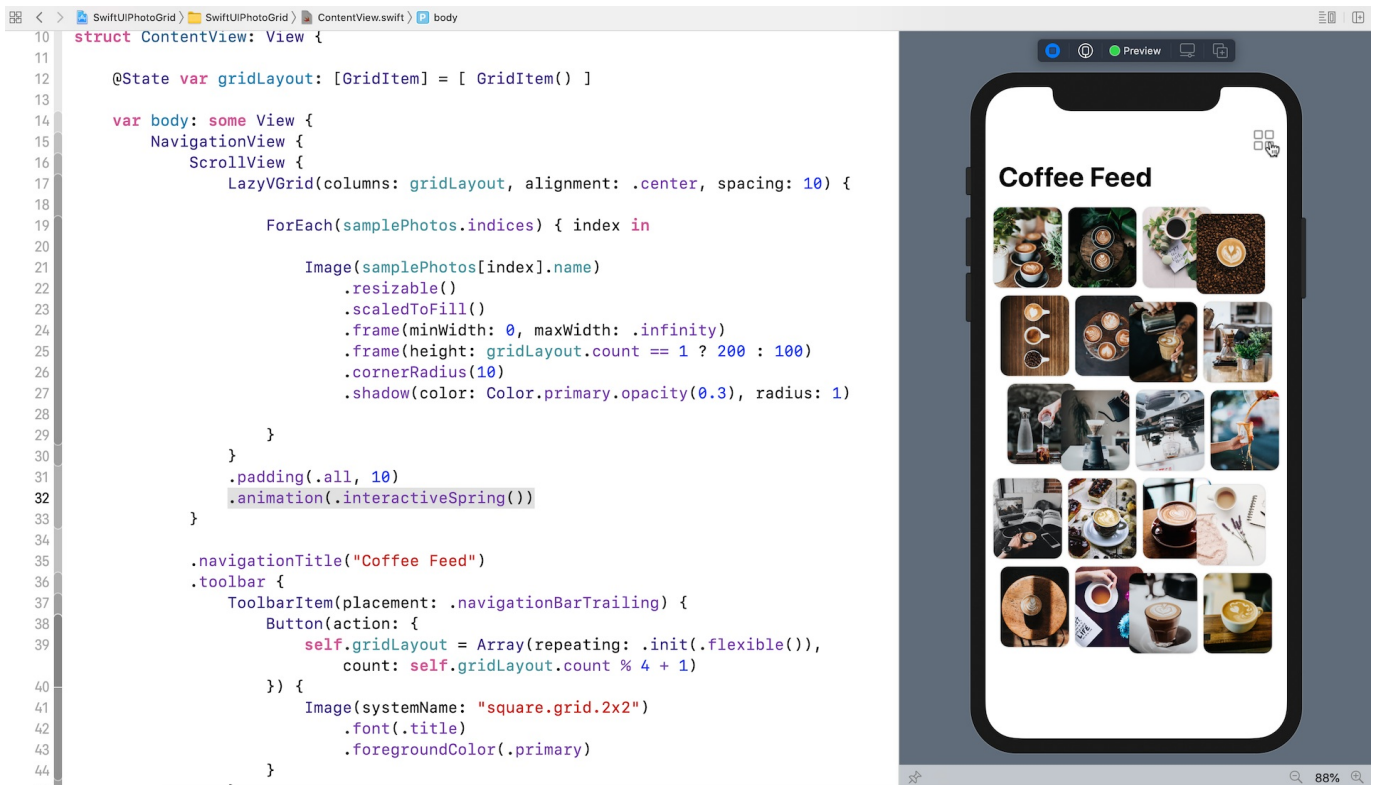 SwiftUIPhotoGrid 〉 SwiftUIPhotoGrid 〉 ContentView.swift 〉 P body
10 struct ContentView: View {
11
12 @State var gridLayout: [GridItem] = [ GridItem() ]
13
14 var body: some View {
15 NavigationView {
16 ScrollView {
17 LazyVGrid(columns: gridLayout, alignment: .center, spacing: 10) {
18
19 ForEach(samplePhotos.indices) { index in
20
21 Image(samplePhotos[index].name)
22 .resizable()
23 .scaledToFill()
24 .frame(minWidth: 0, maxWidth: .infinity)
25 .frame(height: gridLayout.count == 1 ? 200 : 100)
26 .cornerRadius(10)
27 .shadow(color: Color.primary.opacity(0.3), radius: 1)
28
29 }
30 }
31 .padding(.all, 10)
32 .animation(.interactiveSpring())
33 }
34
35 .navigationTitle("Coffee Feed")
36 .toolbar {
37 ToolbarItem(placement: .navigationBarTrailing) {
38 Button(action: {
39 self.gridLayout = Array(repeating: .init(.flexible()),
count: self.gridLayout.count % 4 + 1)
40 }) {
41 Image(systemName: "square.grid.2x2")
42 .font(.title)
43 .foregroundColor(.primary)
44 }
Preview
Coffee Feed
88%